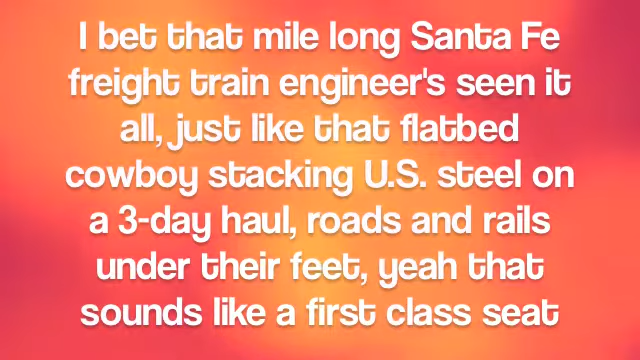 I bet that mile long Santa Fe
freight train engineer's seen it
all, just like that flatbed
cowboy stacking U.S. steel on
a 3-day haul, roads and rails
under their feet, yeah that
sounds like a first class seat